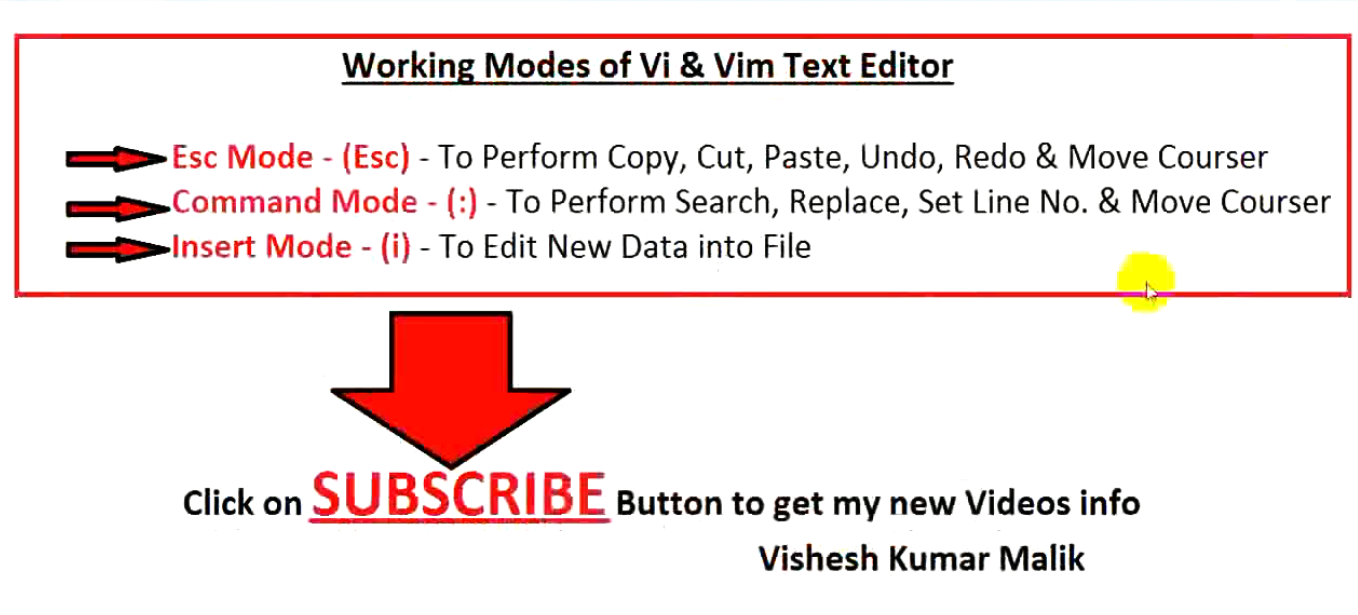 Working Modes of Vi & Vim Text Editor
Esc Mode - (Esc) - To Perform Copy, Cut, Paste, Undo, Redo & Move Courser
Command Mode - (:) - To Perform Search, Replace, Set Line No. & Move Courser
Insert Mode - (i) - To Edit New Data into File
Click on SUBSCRIBE Button to get my new Videos info
Vishesh Kumar Malik